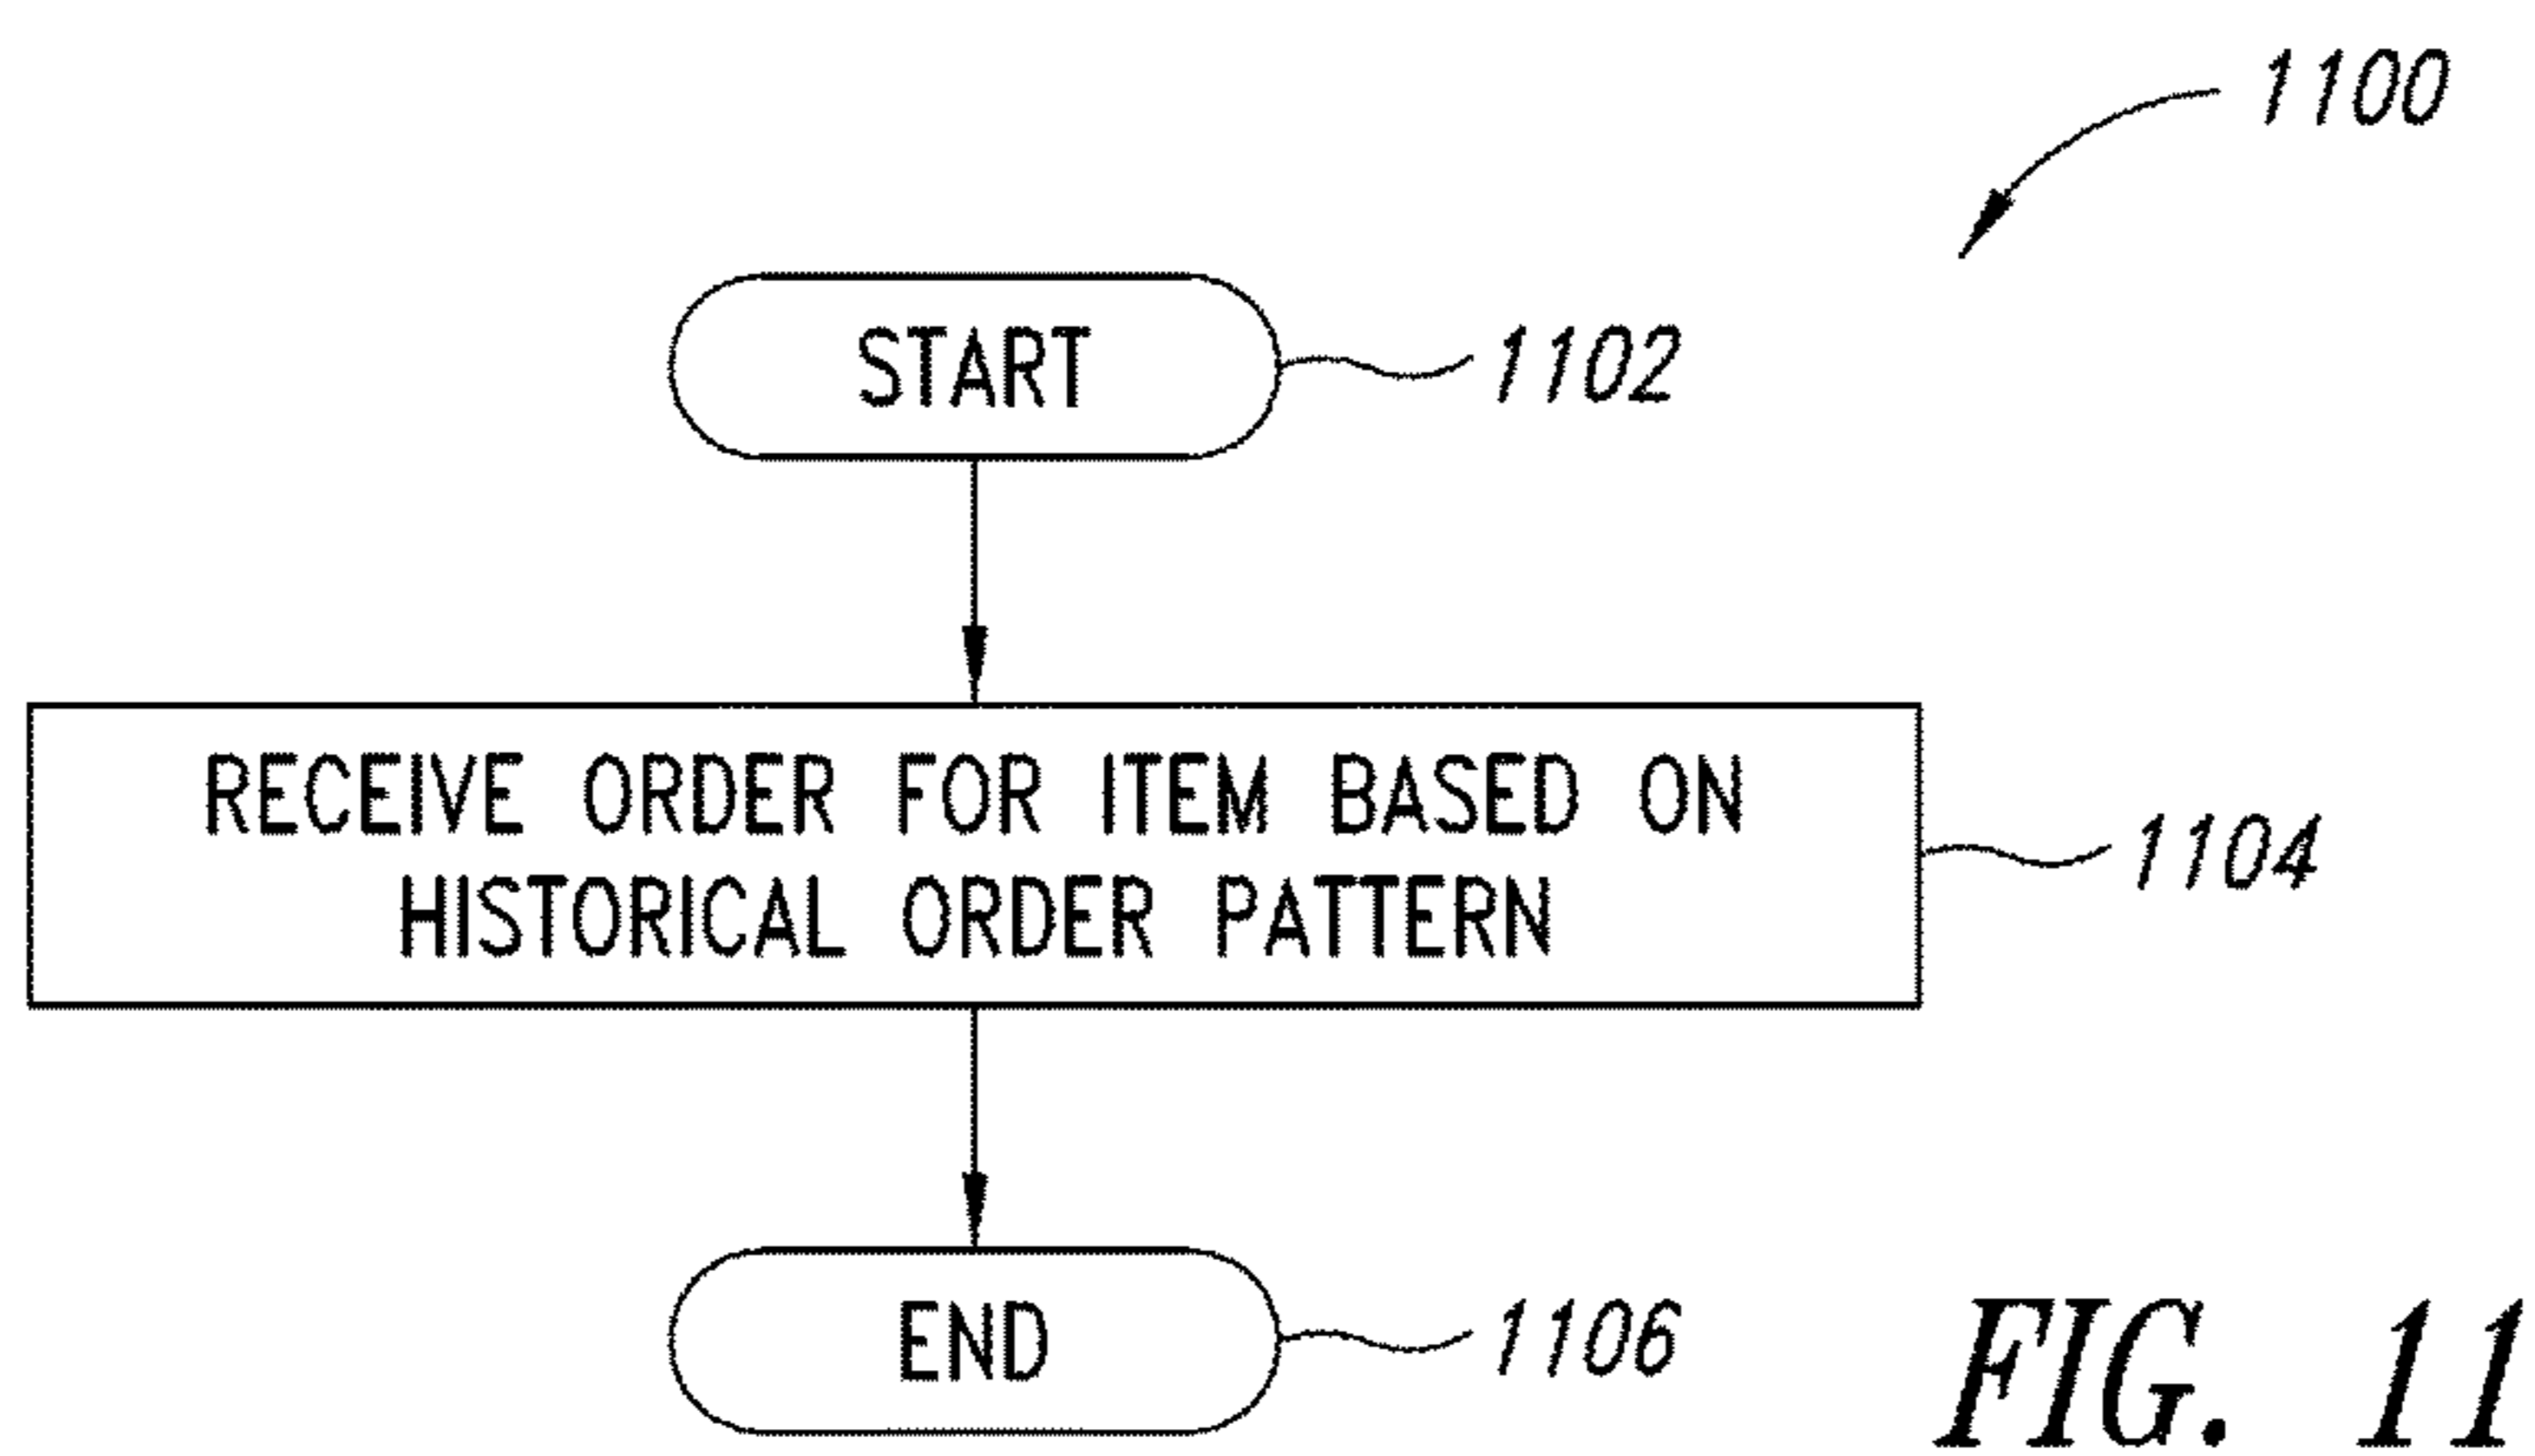 1100
START
1102
RECEIVE ORDER FOR ITEM BASED ON
HISTORICAL ORDER PATTERN
1104
END
1106
FIG. 11